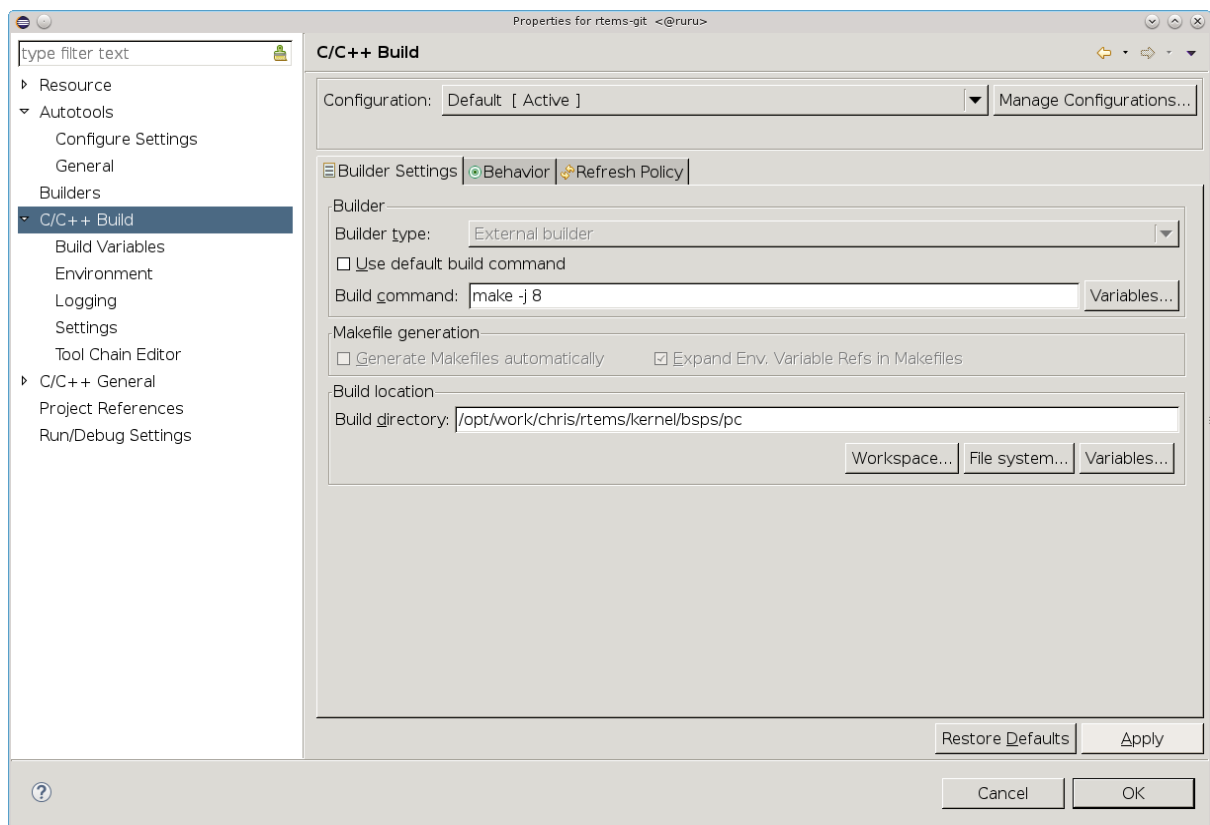 Properties for rtems-git <@ruru>
type filter text
C/C++ Build
Resource
Autotools
Configure Settings
General
Builders
C/C++ Build
Build Variables
Environment
Logging
Settings
Tool Chain Editor
C/C++ General
Project References
Run/Debug Settings
Configuration: Default [ Active ] Manage Configurations...
Builder Settings Behavior Refresh Policy
Builder
Builder type: External builder
Use default build command
Build command: make -j 8 Variables...
Makefile generation
Generate Makefiles automatically Expand Env. Variable Refs in Makefiles
Build location
Build directory: /opt/work/chris/rtems/kernel/bsps/pc
Workspace... File system... Variables...
Restore Defaults Apply
? Cancel OK